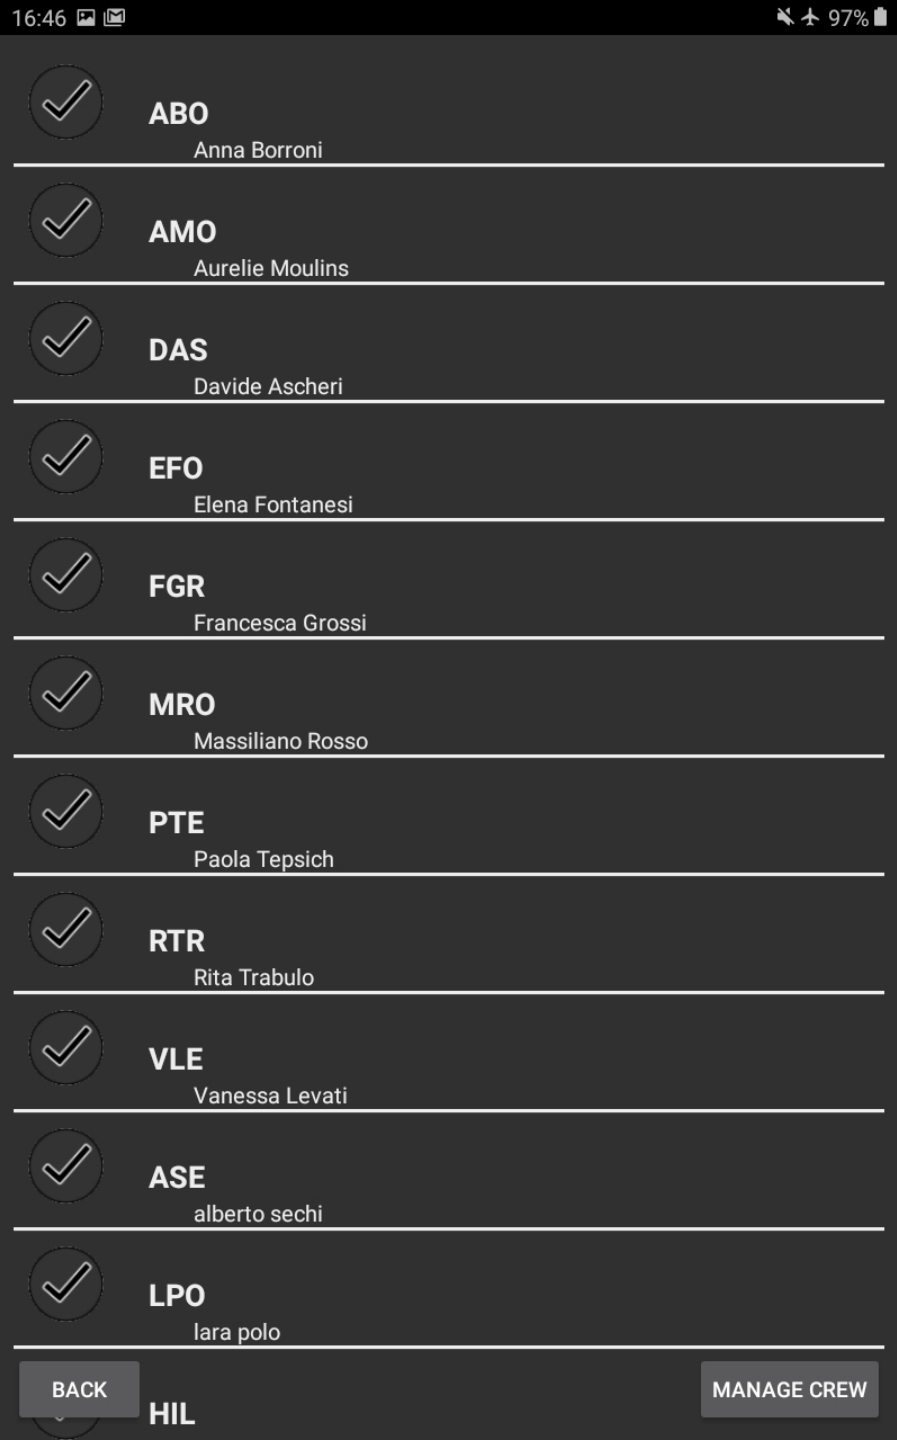 16:46
97%
ABO
Anna Borroni
AMO
Aurelie Moulins
DAS
Davide Ascheri
EFO
Elena Fontanesi
FGR
Francesca Grossi
MRO
Massiliano Rosso
PTE
Paola Tepsich
RTR
Rita Trabulo
VLE
Vanessa Levati
ASE
alberto sechi
LPO
lara polo
BACK
MANAGE CREW
HIL